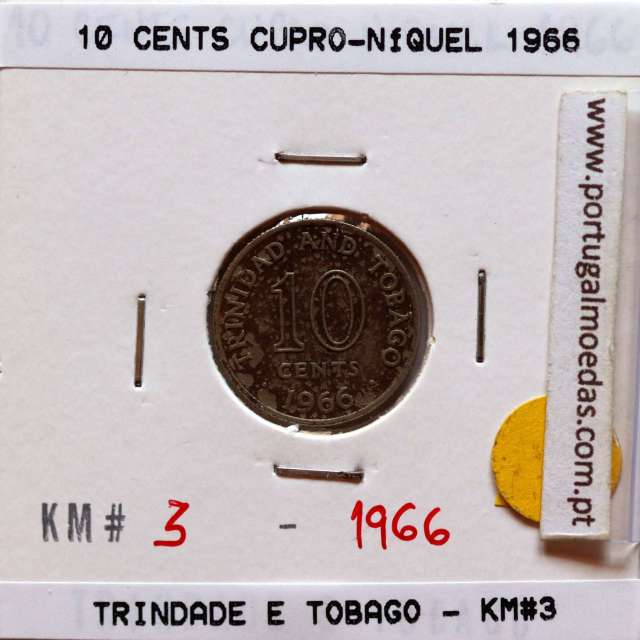 10 CENTS CUPRO-NfQUEL 1966
www.portugalmoedas.com.pt
TRINIDAD AND TOBAGO
10
CENTS
1966
KM# 3 - 1966
TRINDADE E TOBAGO - KM#3